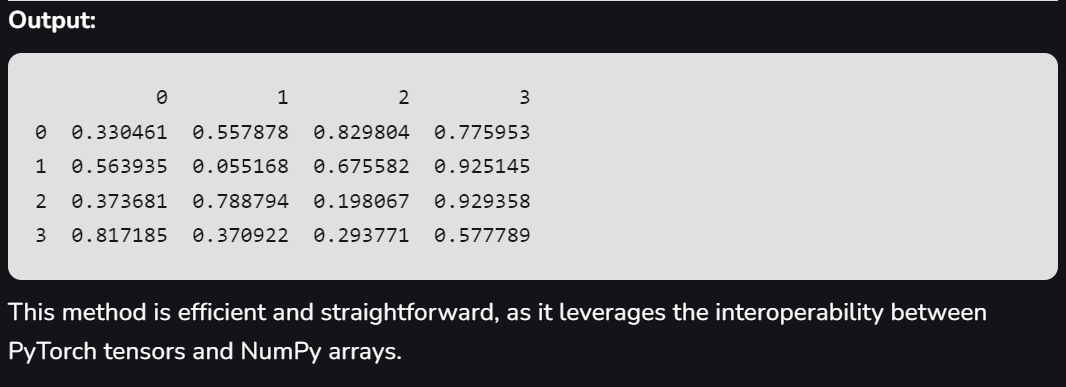 Output:
0 1 2 3
0 0.330461 0.557878 0.829804 0.775953
1 0.563935 0.055168 0.675582 0.925145
2 0.373681 0.788794 0.198067 0.929358
3 0.817185 0.370922 0.293771 0.577789
This method is efficient and straightforward, as it leverages the interoperability between
PyTorch tensors and NumPy arrays.